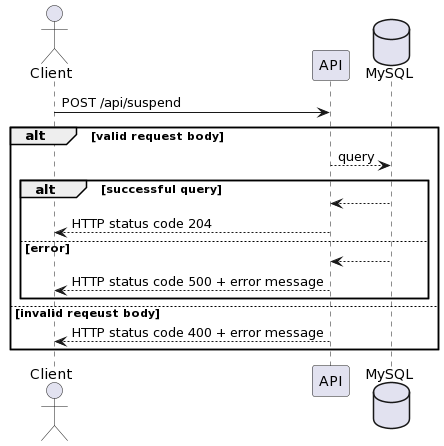 Client
API
MySQL
POST /api/suspend
alt [valid request body]
query
alt [successful query]
HTTP status code 204
[error]
HTTP status code 500 + error message
[invalid reqeust body]
HTTP status code 400 + error message
Client
API
MySQL